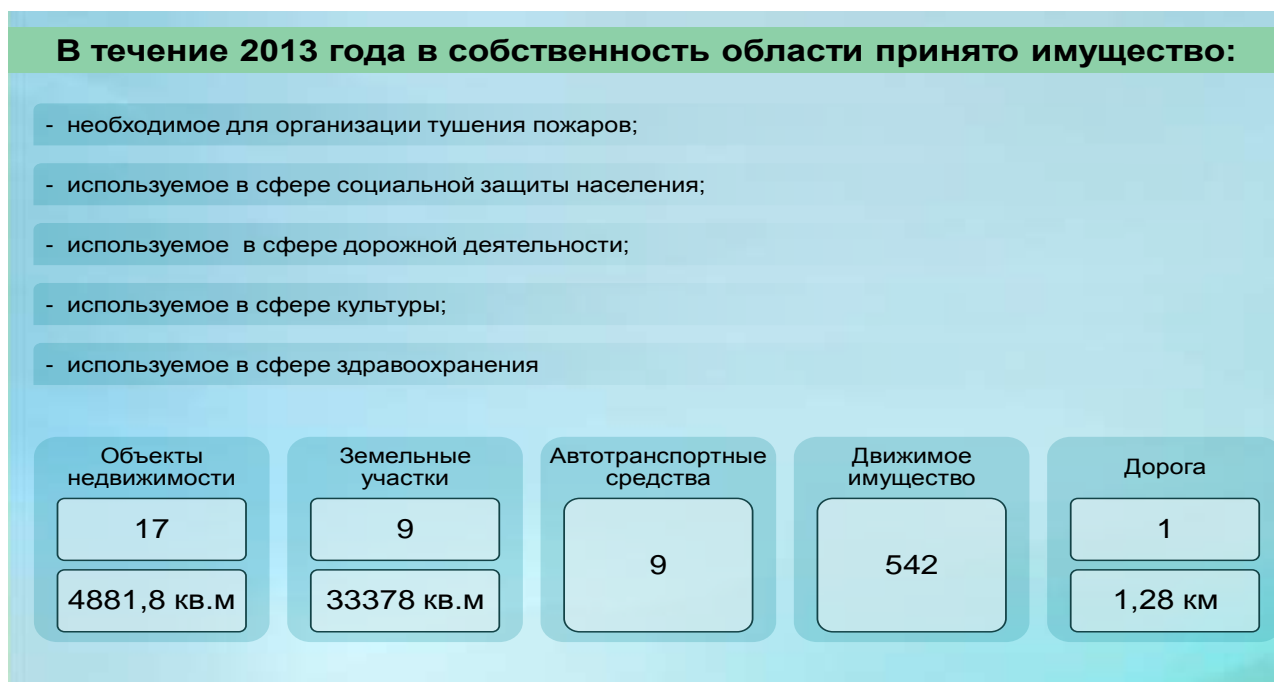 В течение 2013 года в собственность области принято имущество:
- необходимое для организации тушения пожаров;
- используемое в сфере социальной защиты населения;
- используемое в сфере дорожной деятельности;
- используемое в сфере культуры;
- используемое в сфере здравоохранения
Объекты
недвижимости
17
4881,8 кв.м
Земельные
участки
9
33378 кв.м
Автотранспортные
средства
9
Движимое
имущество
542
Дорога
1
1,28 км